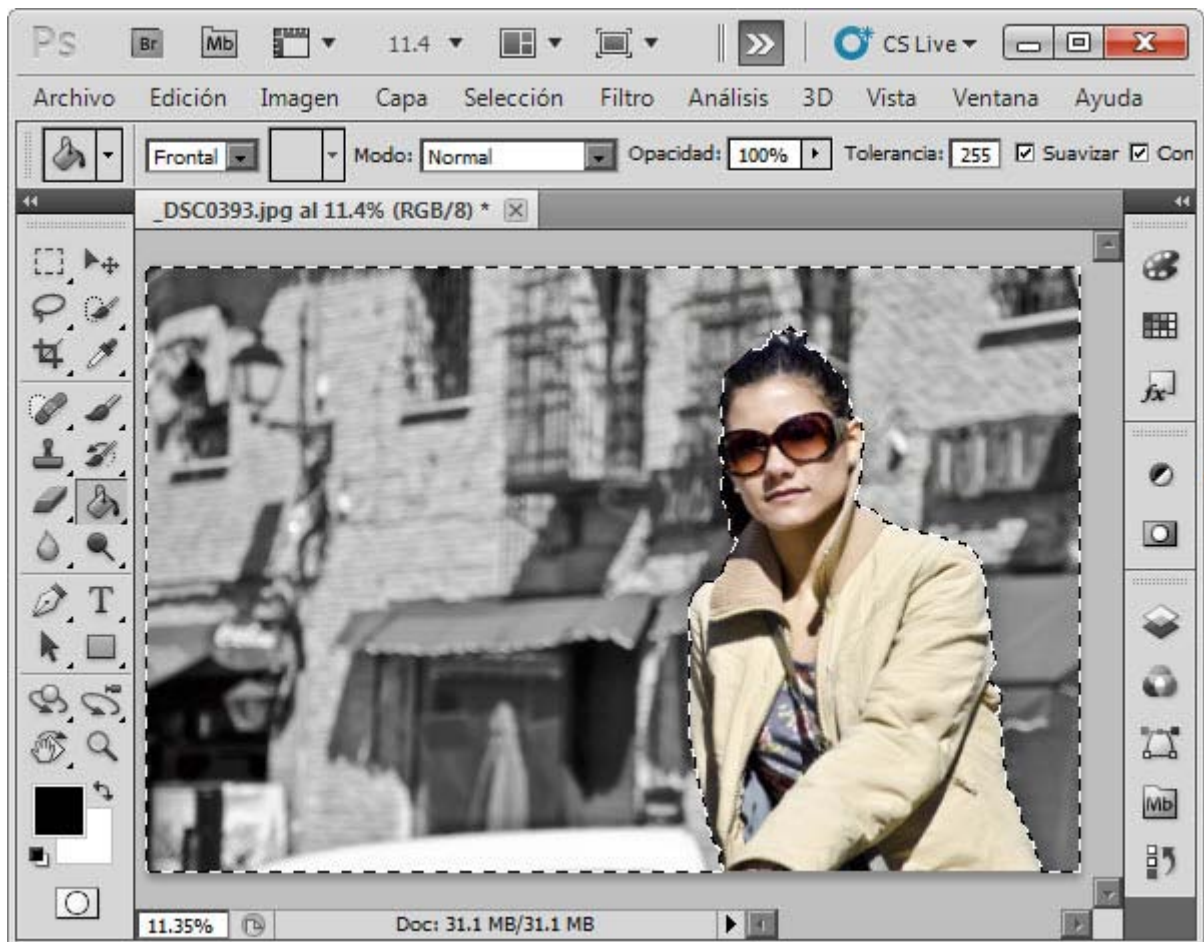 Ps Br Mb 11.4 CS Live
Archivo Edición Imagen Capa Selección Filtro Análisis 3D Vista Ventana Ayuda
Frontal Modo: Normal Opacidad: 100% Tolerancia: 255 Suavizar Con
_DSC0393.jpg al 11.4% (RGB/8) *
fx
T
Mb
11.35% Doc: 31.1 MB/31.1 MB